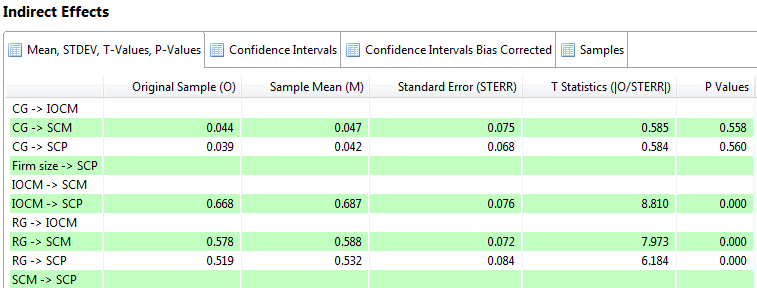 Indirect Effects
Mean, STDEV, T-Values, P-Values Confidence Intervals Confidence Intervals Bias Corrected Samples
Original Sample (O) Sample Mean (M) Standard Error (STERR) T Statistics (|O/STERR|) P Values
CG -> IOCM
CG -> SCM 0.044 0.047 0.075 0.585 0.558
CG -> SCP 0.039 0.042 0.068 0.584 0.560
Firm size -> SCP
IOCM -> SCM
IOCM -> SCP 0.668 0.687 0.076 8.810 0.000
RG -> IOCM
RG -> SCM 0.578 0.588 0.072 7.973 0.000
RG -> SCP 0.519 0.532 0.084 6.184 0.000
SCM -> SCP